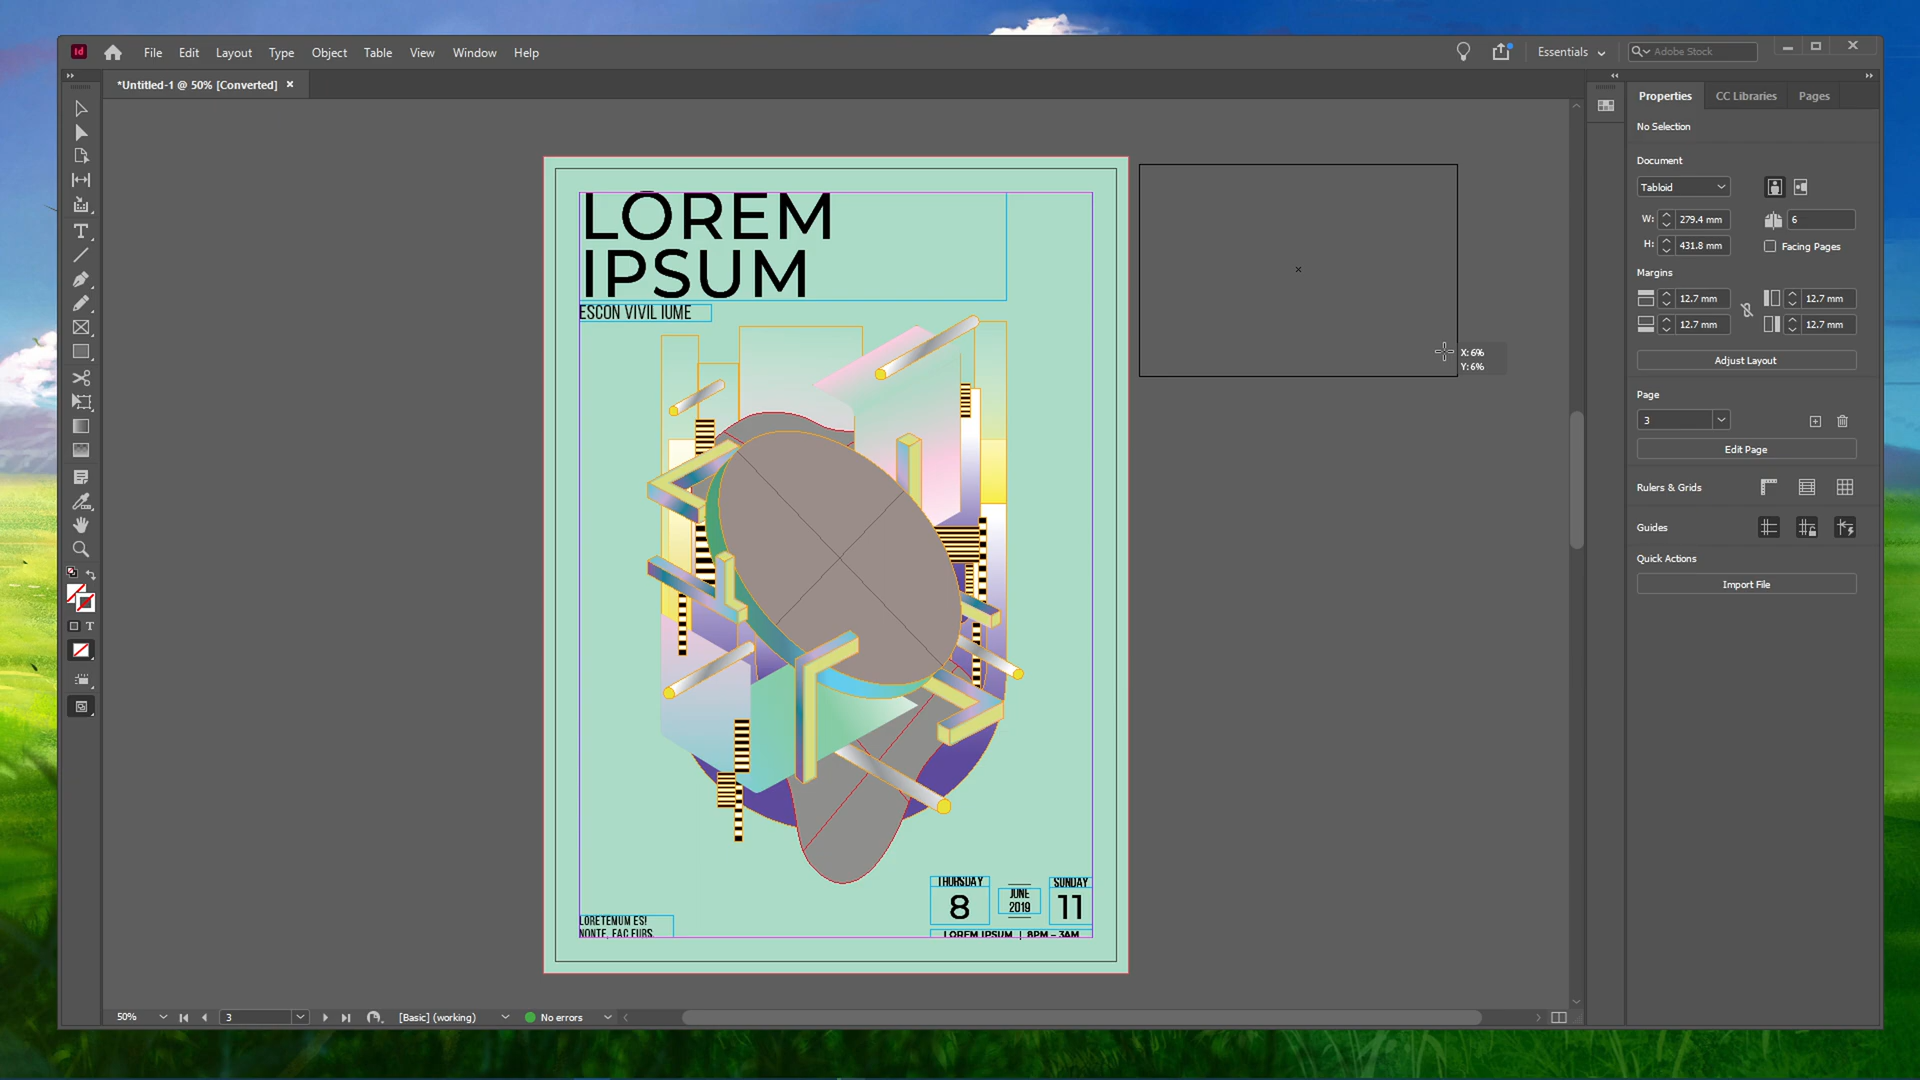 Id
File Edit Layout Type Object Table View Window Help
Essentials
Adobe Stock
*Untitled-1 @ 50% [Converted]
Properties CC Libraries Pages
No Selection
Document
Tabloid
W: 279.4 mm
6
H: 431.8 mm
Facing Pages
Margins
12.7 mm
12.7 mm
12.7 mm
12.7 mm
Adjust Layout
Page
3
Edit Page
Rulers & Grids
Guides
Quick Actions
Import File
LOREM
IPSUM
ESCON VIVIL IUME
X: 6%
Y: 6%
THURSDAY
8
JUNE
2019
SUNDAY
11
LORETEMUM ES!
NONTE, FAC FURS.
LOREM IPSUM | 8PM – 3AM
T
T
50%
3
[Basic] (working)
No errors